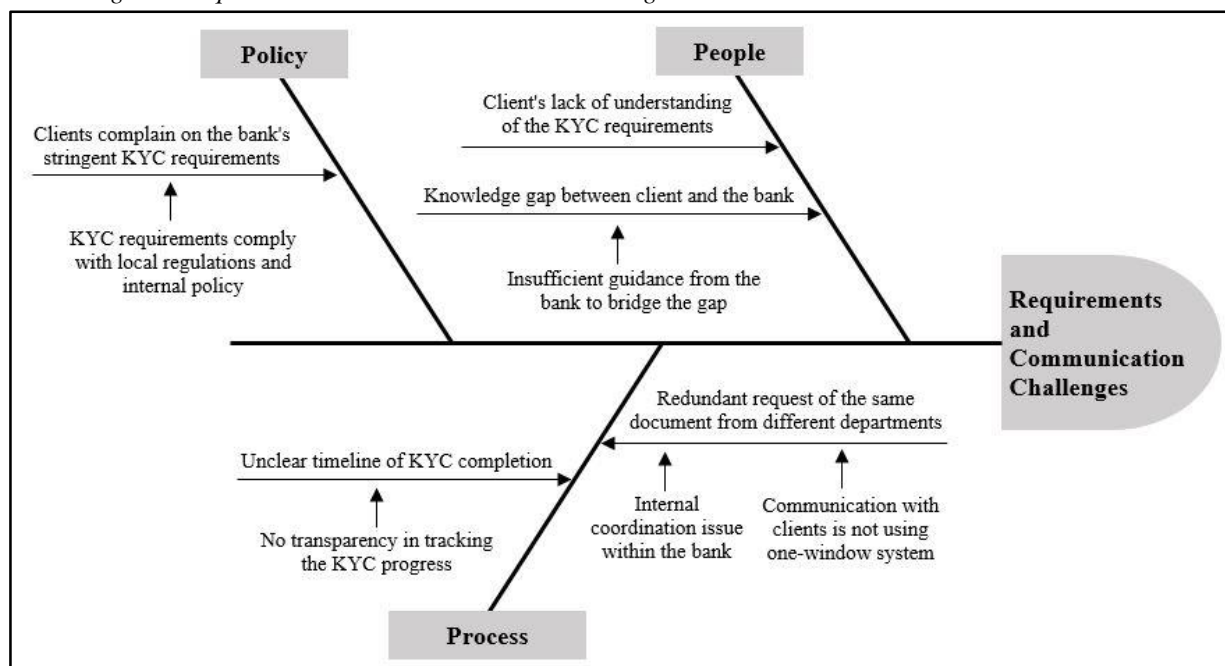 Policy
People
Client's lack of understanding
of the KYC requirements
Clients complain on the bank's
stringent KYC requirements
Knowledge gap between client and the bank
KYC requirements comply
with local regulations and
internal policy
Insufficient guidance from the
bank to bridge the gap
Requirements
and
Communication
Challenges
Redundant request of the same
document from different departments
Unclear timeline of KYC completion
Internal
coordination issue
within the bank
Communication with
clients is not using
one-window system
No transparency in tracking
the KYC progress
Process